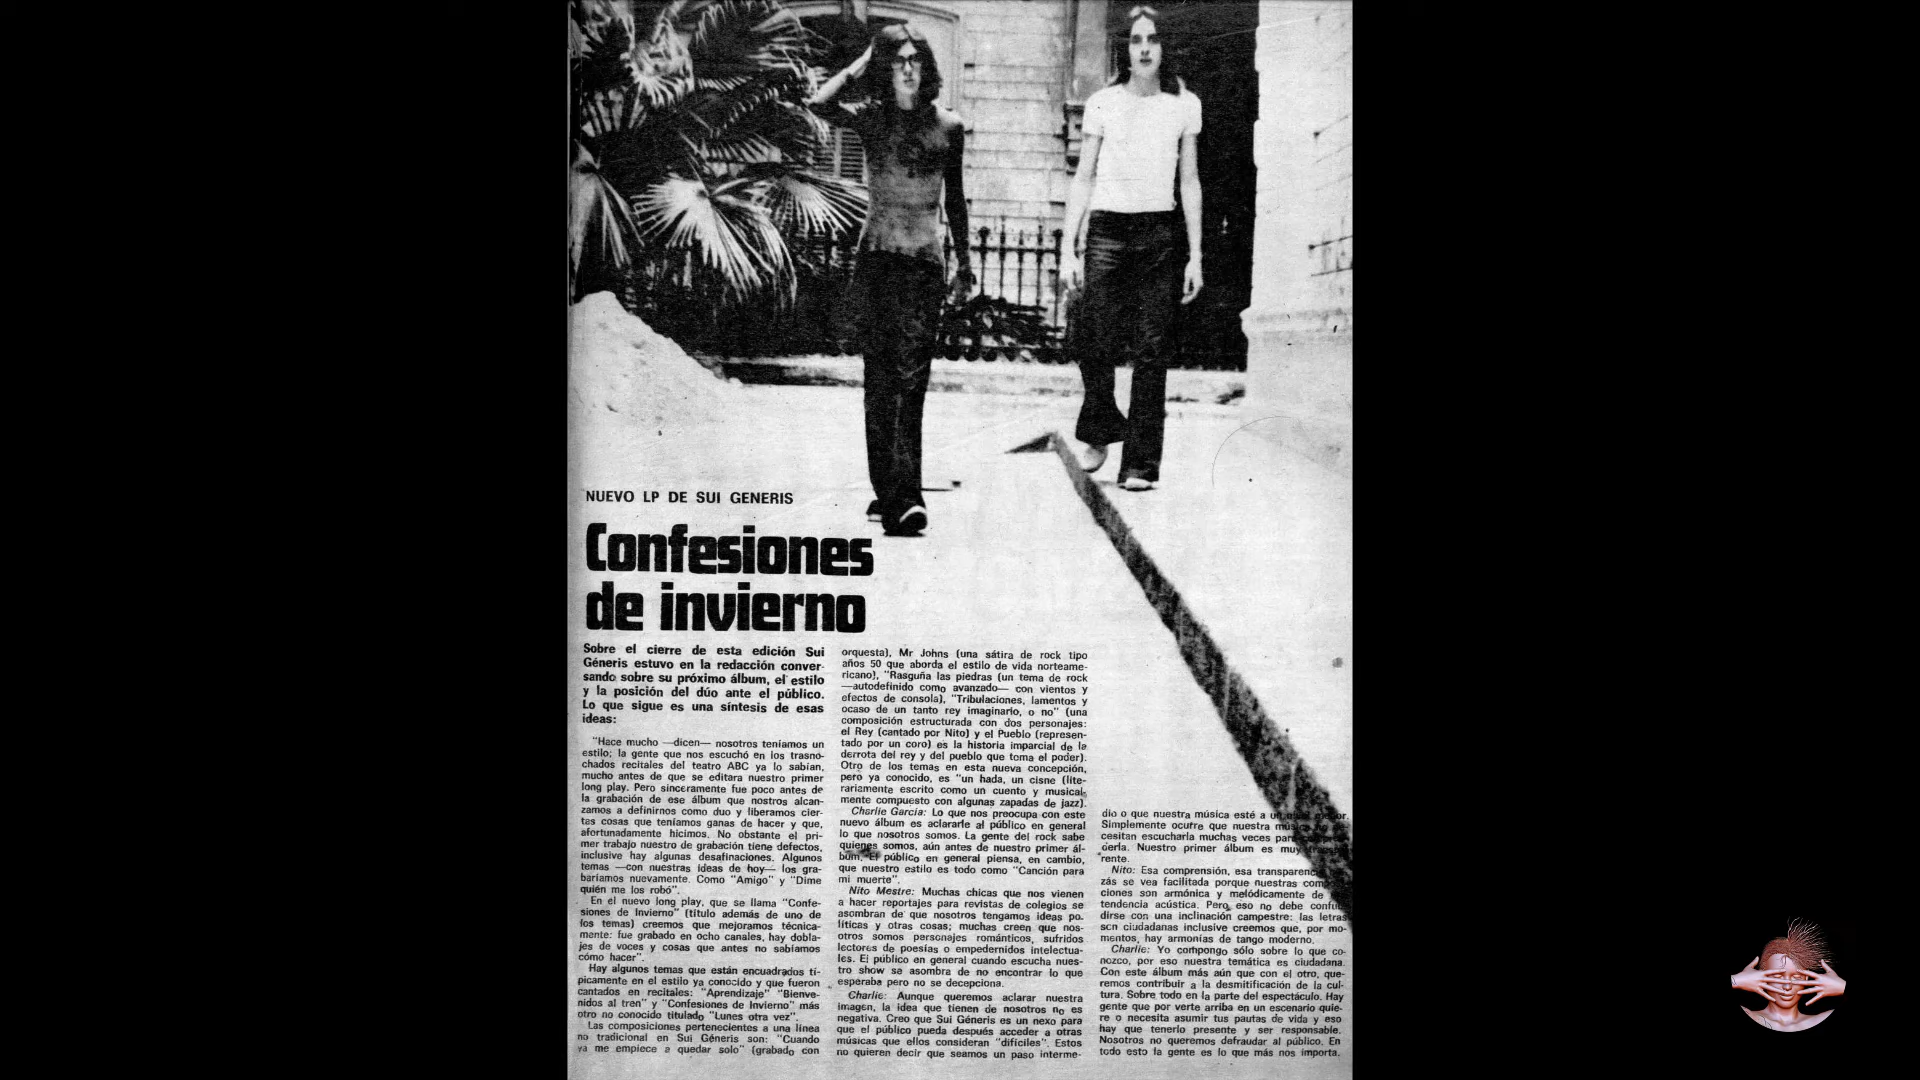 NUEVO LP DE SUI GENERIS
Confesiones
de invierno
Sobre el cierre de esta edición Sui
Géneris estuvo en la redacción conver-
sando sobre su próximo álbum, el estilo
y la posición del dúo ante el público.
Lo que sigue es una síntesis de esas
ideas:
"Hace mucho —dicen— nosotros teníamos un
estilo; la gente que nos escuchó en los trasno-
chados recitales del teatro ABC ya lo sabían,
mucho antes de que se editara nuestro primer
long play. Pero sinceramente fue poco antes de
la grabación de ese álbum que nostros alcan-
zamos a definirnos como duo y liberamos cier-
tas cosas que teníamos ganas de hacer y que,
afortunadamente hicimos. No obstante el pri-
mer trabajo nuestro de grabación tiene defectos,
inclusive hay algunas desafinaciones. Algunos
temas —con nuestras ideas de hoy— los gra-
baríamos nuevamente. Como "Amigo" y "Dime
quién me los robó".
En el nuevo long play, que se llama "Confe-
siones de Invierno" (título además de uno de
los temas) creemos que mejoramos técnica-
mente: fue grabado en ocho canales, hay dobla-
jes de voces y cosas que antes no sabíamos
cómo hacer".
Hay algunos temas que están encuadrados tí-
picamente en el estilo ya conocido y que fueron
cantados en recitales: "Aprendizaje" "Bienve-
nidos al tren" y "Confesiones de Invierno" más
otro no conocido titulado "Lunes otra vez".
Las composiciones pertenecientes a una línea
no tradicional en Sui Géneris son: "Cuando
ya me empiece a quedar solo" (grabado con
orquesta), Mr Johns (una sátira de rock tipo
años 50 que aborda el estilo de vida norteame-
ricano), "Rasguña las piedras (un tema de rock
—autodefinido como avanzado— con vientos y
efectos de consola), "Tribulaciones, lamentos y
ocaso de un tanto rey imaginario, o no" (una
composición estructurada con dos personajes:
el Rey (cantado por Nito) y el Pueblo (represen-
tado por un coro) es la historia imparcial de la
derrota del rey y del pueblo que toma el poder).
Otro de los temas en esta nueva concepción,
pero ya conocido, es "un hada, un cisne (lite-
rariamente escrito como un cuento y musical-
mente compuesto con algunas zapadas de jazz).
Charlie García: Lo que nos preocupa con este
nuevo álbum es aclararle al público en general
lo que nosotros somos. La gente del rock sabe
quienes somos, aún antes de nuestro primer ál-
bum. El público en general piensa, en cambio,
que nuestro estilo es todo como "Canción para
mi muerte".
Nito Mestre: Muchas chicas que nos vienen
a hacer reportajes para revistas de colegios se
asombran de que nosotros tengamos ideas po-
líticas y otras cosas; muchas creen que nos-
otros somos personajes románticos, sufridos
lectores de poesías o empedernidos intelectua-
les. El público en general cuando escucha nues-
tro show se asombra de no encontrar lo que
esperaba pero no se decepciona.
Charlie: Aunque queremos aclarar nuestra
imagen, la idea que tienen de nosotros no es
negativa. Creo que Sui Géneris es un nexo para
que el público pueda después acceder a otras
músicas que ellos consideran "difíciles". Estos
no quieren decir que seamos un paso interme-
dio o que nuestra música esté a
Simplemente ocurre que nuestra
cesitan escucharla muchas veces para
derla. Nuestro primer álbum es muy
rente.
Nito: Esa comprensión, esa transparencia
zás se vea facilitada porque nuestras
ciones son armónica y melódicamente de
tendencia acústica. Pero, eso no debe confun-
dirse con una inclinación campestre: las letras
son ciudadanas inclusive creemos que, por mo-
mentos, hay armonías de tango moderno.
Charlie: Yo compongo sólo sobre lo que co-
nozco, por eso nuestra temática es ciudadana.
Con este álbum más aún que con el otro, que-
remos contribuir a la desmitificación de la cul-
tura. Sobre todo en la parte del espectáculo. Hay
gente que por verte arriba en un escenario quie-
re o necesita asumir tus pautas de vida y eso
hay que tenerlo presente y ser responsable.
Nosotros no queremos defraudar al público. En
todo esto la gente es lo que más nos importa.